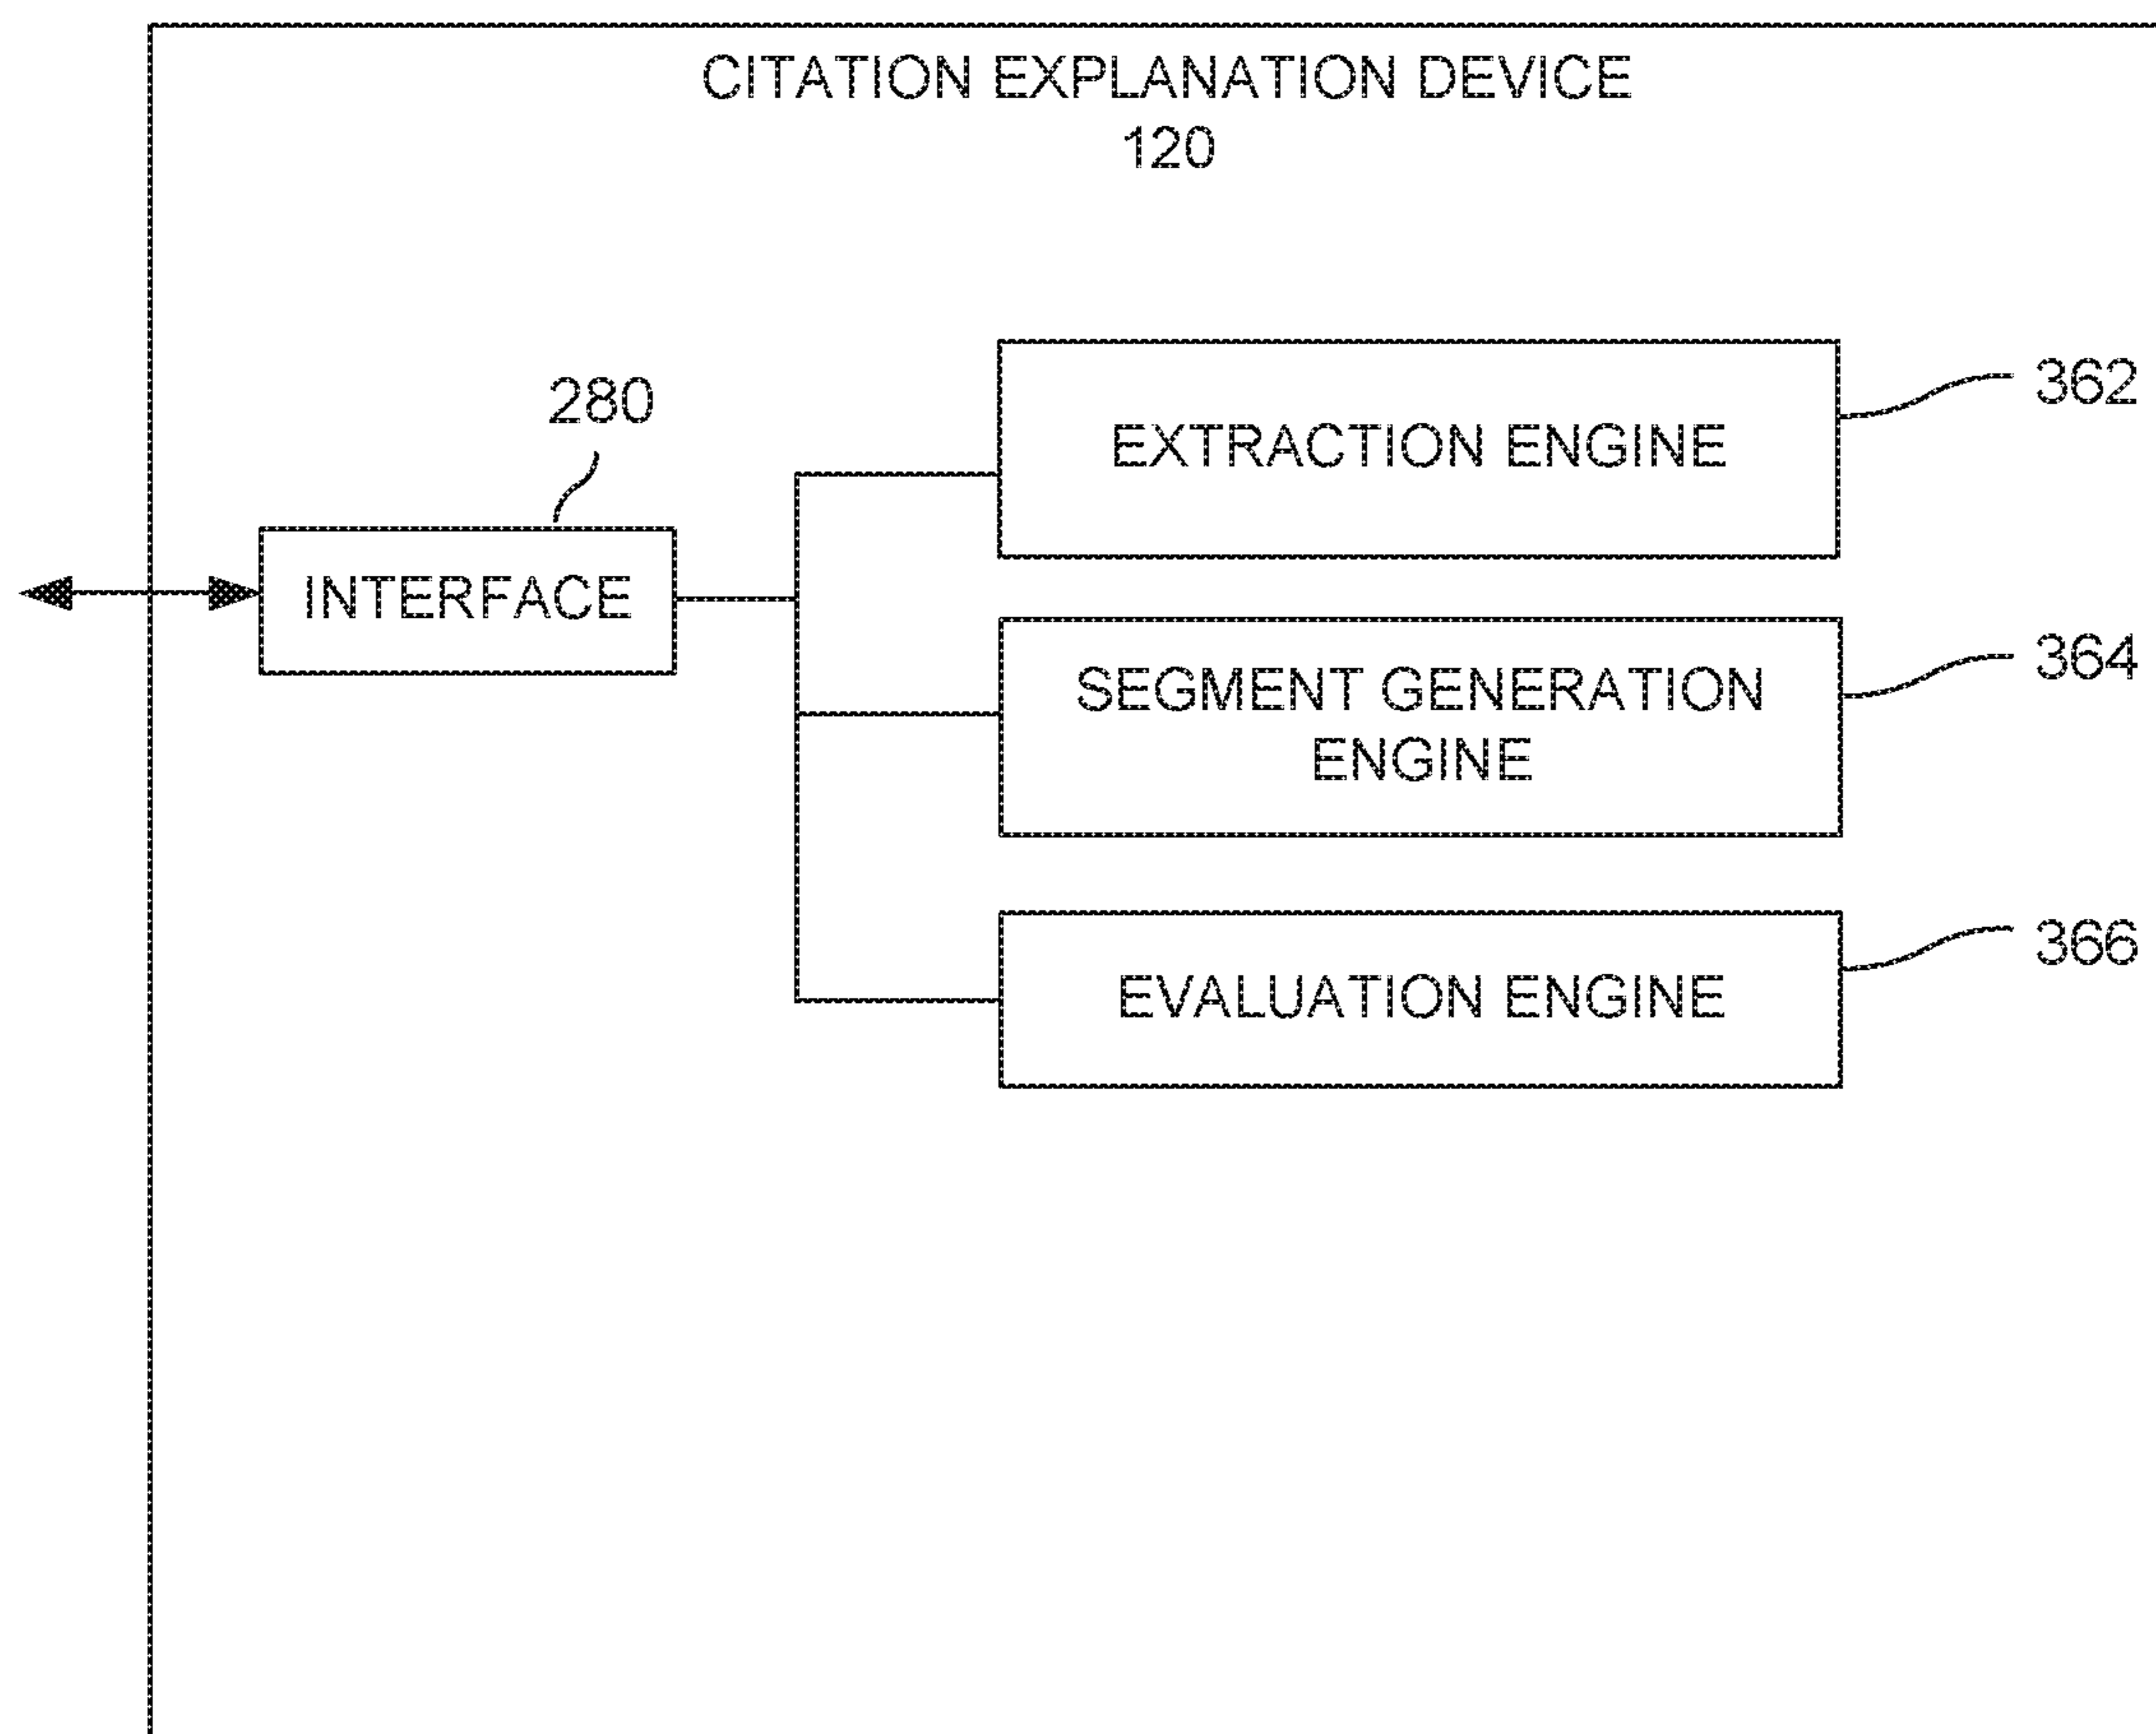 CITATION EXPLANATION DEVICE
120
280
INTERFACE
EXTRACTION ENGINE
362
SEGMENT GENERATION
ENGINE
364
EVALUATION ENGINE
366